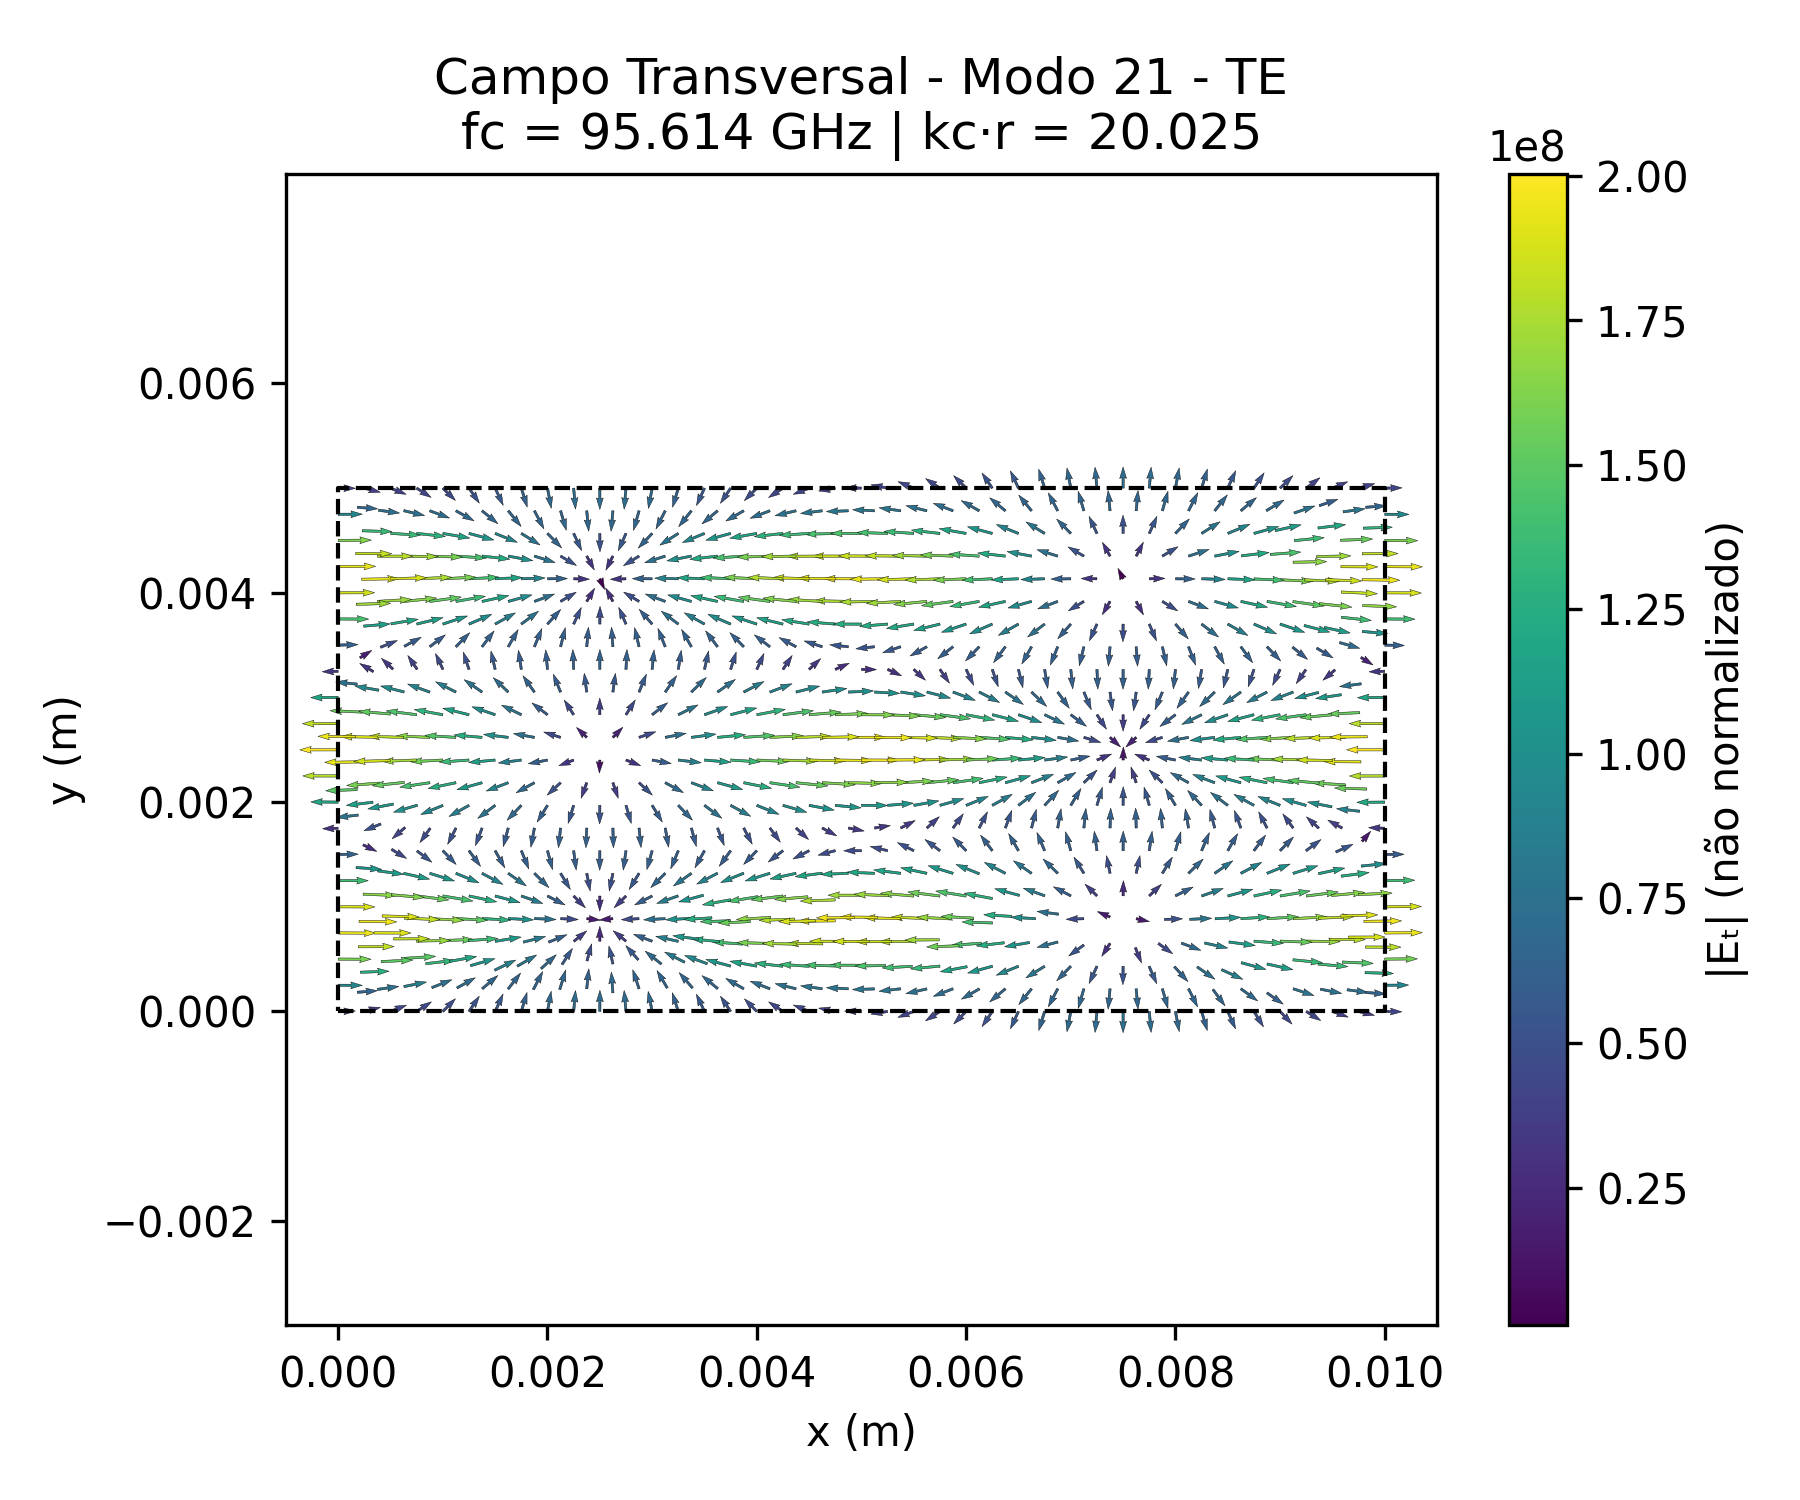 Campo Transversal - Modo 21 - TE
fc = 95.614 GHz | kc·r = 20.025
1e8
2.00
1.75
1.50
1.25
1.00
0.75
0.50
0.25
|Eₜ| (não normalizado)
0.006
0.004
0.002
0.000
−0.002
y (m)
0.000 0.002 0.004 0.006 0.008 0.010
x (m)